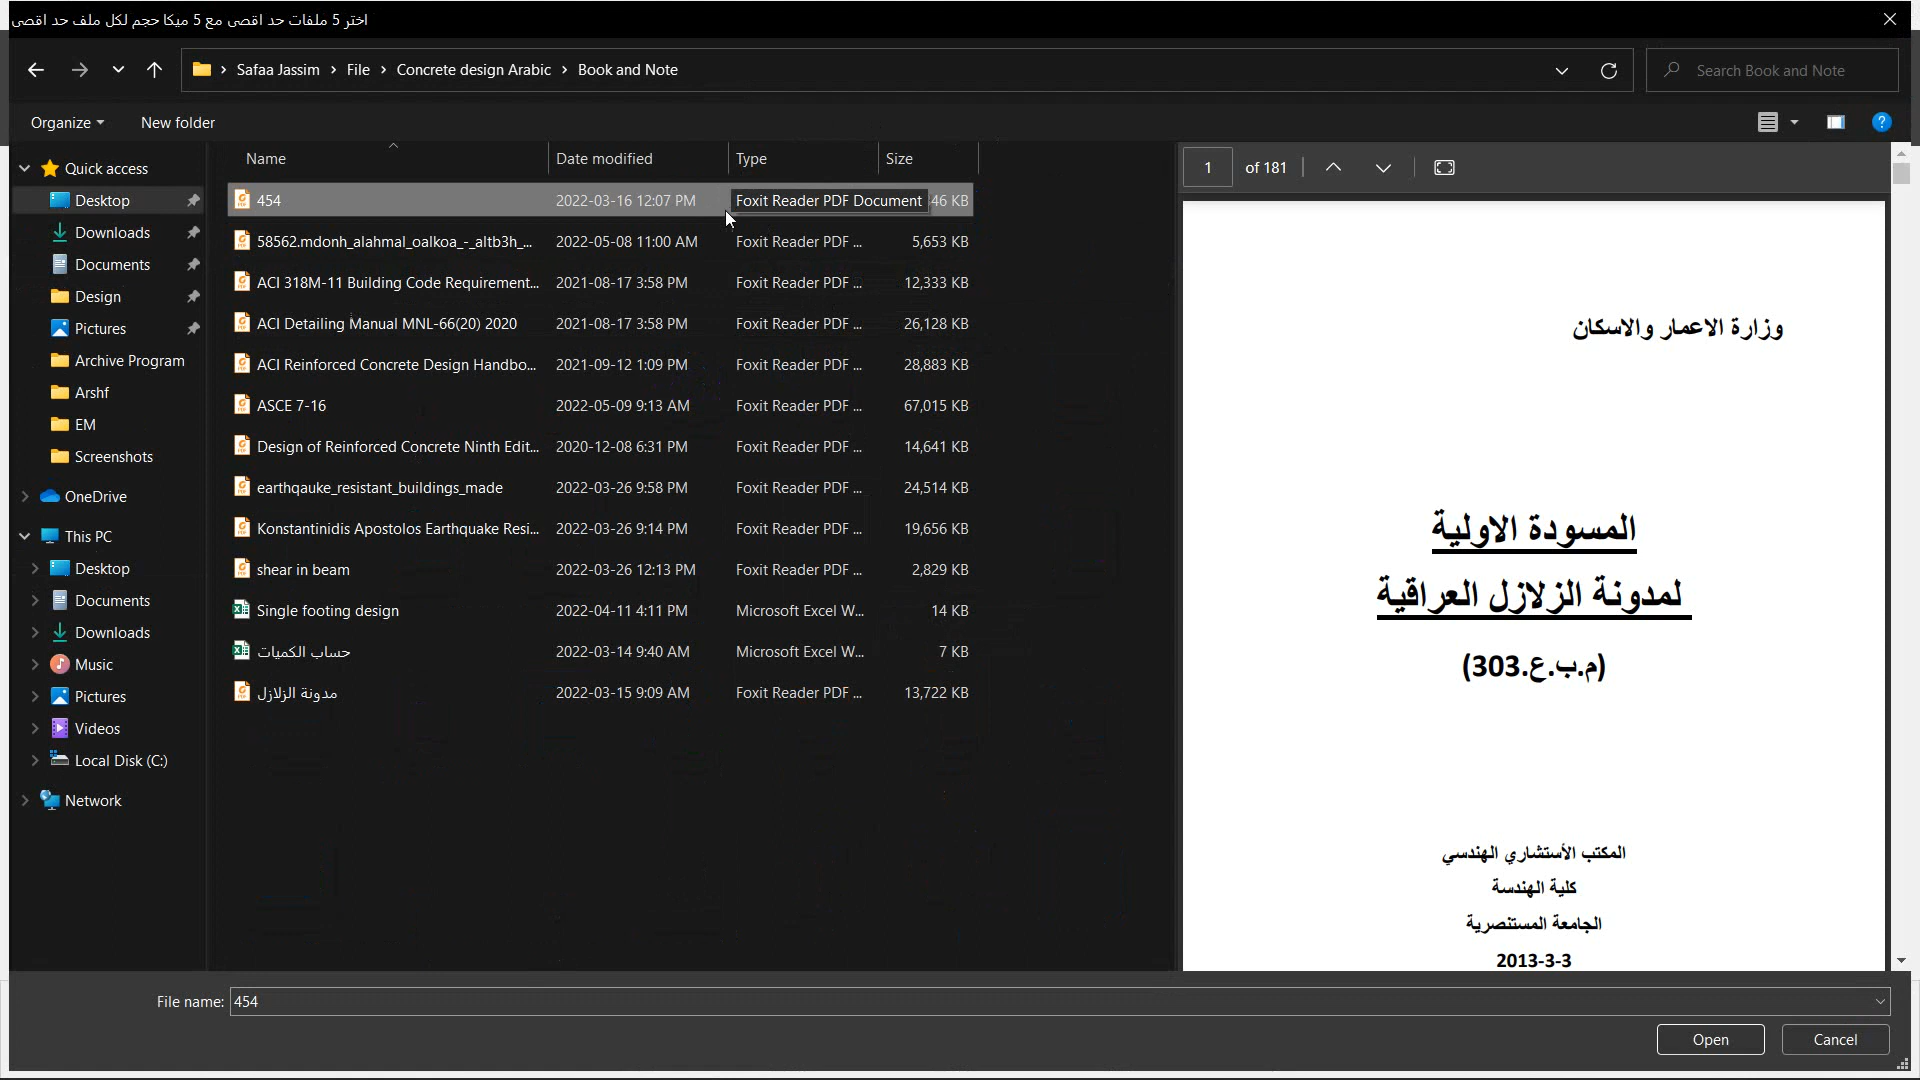 اختر 5 ملفات حد اقصى مع 5 ميكا حجم لكل ملف حد اقصى
Safaa Jassim › File › Concrete design Arabic › Book and Note
Search Book and Note
Organize
New folder
Quick access
Desktop
Downloads
Documents
Design
Pictures
Archive Program
Arshf
EM
Screenshots
OneDrive
This PC
Desktop
Documents
Downloads
Music
Pictures
Videos
Local Disk (C:)
Network
Name Date modified Type Size
454 2022-03-16 12:07 PM Foxit Reader PDF Document 46 KB
58562.mdonh_alahmal_oalkoa_-_altb3h_... 2022-05-08 11:00 AM Foxit Reader PDF ... 5,653 KB
ACI 318M-11 Building Code Requirement... 2021-08-17 3:58 PM Foxit Reader PDF ... 12,333 KB
ACI Detailing Manual MNL-66(20) 2020 2021-08-17 3:58 PM Foxit Reader PDF ... 26,128 KB
ACI Reinforced Concrete Design Handbo... 2021-09-12 1:09 PM Foxit Reader PDF ... 28,883 KB
ASCE 7-16 2022-05-09 9:13 AM Foxit Reader PDF ... 67,015 KB
Design of Reinforced Concrete Ninth Edit... 2020-12-08 6:31 PM Foxit Reader PDF ... 14,641 KB
earthqauke_resistant_buildings_made 2022-03-26 9:58 PM Foxit Reader PDF ... 24,514 KB
Konstantinidis Apostolos Earthquake Resi... 2022-03-26 9:14 PM Foxit Reader PDF ... 19,656 KB
shear in beam 2022-03-26 12:13 PM Foxit Reader PDF ... 2,829 KB
Single footing design 2022-04-11 4:11 PM Microsoft Excel W... 14 KB
حساب الكميات 2022-03-14 9:40 AM Microsoft Excel W... 7 KB
مدونة الزلازل 2022-03-15 9:09 AM Foxit Reader PDF ... 13,722 KB
1 of 181
وزارة الاعمار والاسكان
المسودة الاولية
لمدونة الزلازل العراقية
(م.ب.ع.303)
المكتب الأستشاري الهندسي
كلية الهندسة
الجامعة المستنصرية
2013-3-3
File name: 454
Open
Cancel